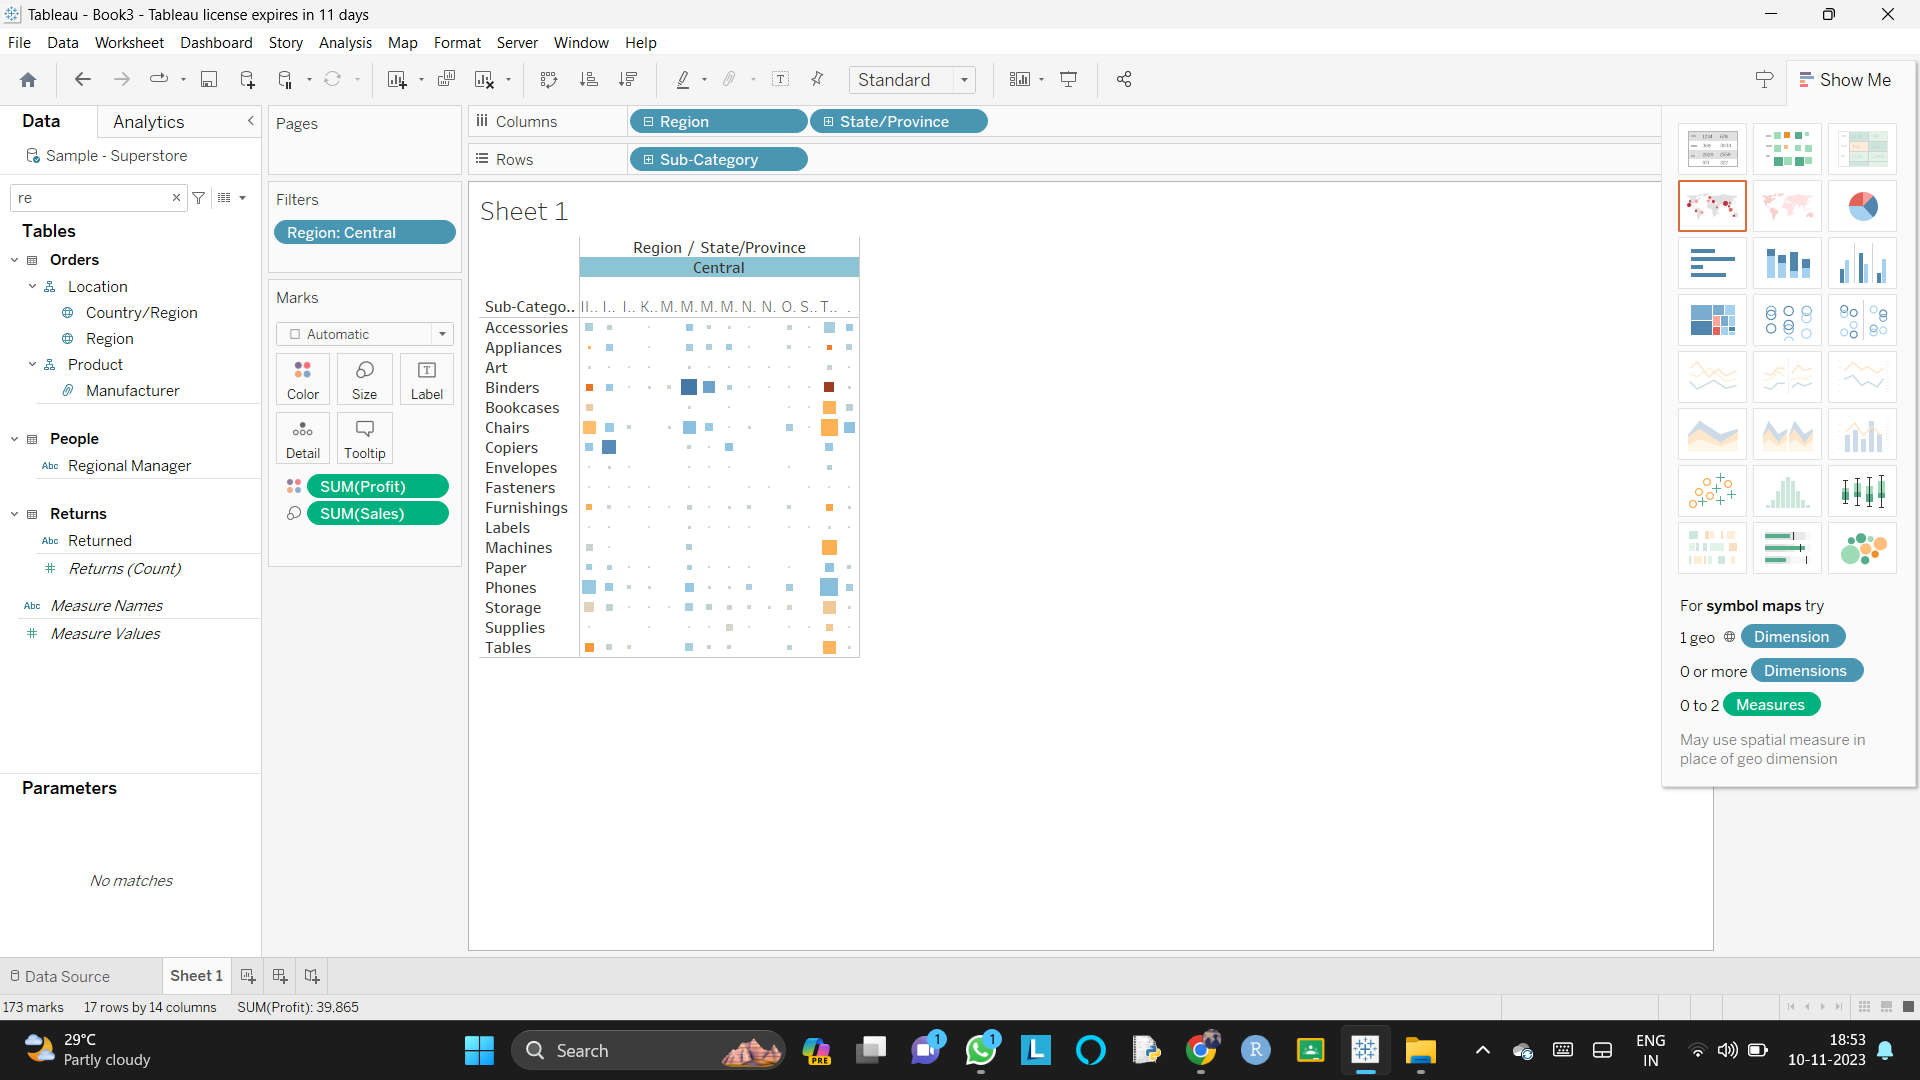 Tableau - Book3 - Tableau license expires in 11 days
File Data Worksheet Dashboard Story Analysis Map Format Server Window Help
Standard
Show Me
Data
Analytics
Sample - Superstore
re
Tables
Orders
Location
Country/Region
Region
Product
Manufacturer
People
Abc Regional Manager
Returns
Abc Returned
Returns (Count)
Abc Measure Names
Measure Values
Parameters
No matches
Pages
Filters
Region: Central
Marks
Automatic
Color
Size
Label
Detail
Tooltip
SUM(Profit)
SUM(Sales)
Columns
Region
State/Province
Rows
Sub-Category
Sheet 1
Region / State/Province
Central
Sub-Catego.. Il.. I.. I.. K.. M.. M.. M.. M.. N.. N.. O.. S.. T.. .
Accessories
Appliances
Art
Binders
Bookcases
Chairs
Copiers
Envelopes
Fasteners
Furnishings
Labels
Machines
Paper
Phones
Storage
Supplies
Tables
For symbol maps try
1 geo Dimension
0 or more Dimensions
0 to 2 Measures
May use spatial measure in
place of geo dimension
Data Source
Sheet 1
173 marks 17 rows by 14 columns SUM(Profit): 39,865
29°C
Partly cloudy
Search
PRE
1
1
L
R
ENG
IN
18:53
10-11-2023